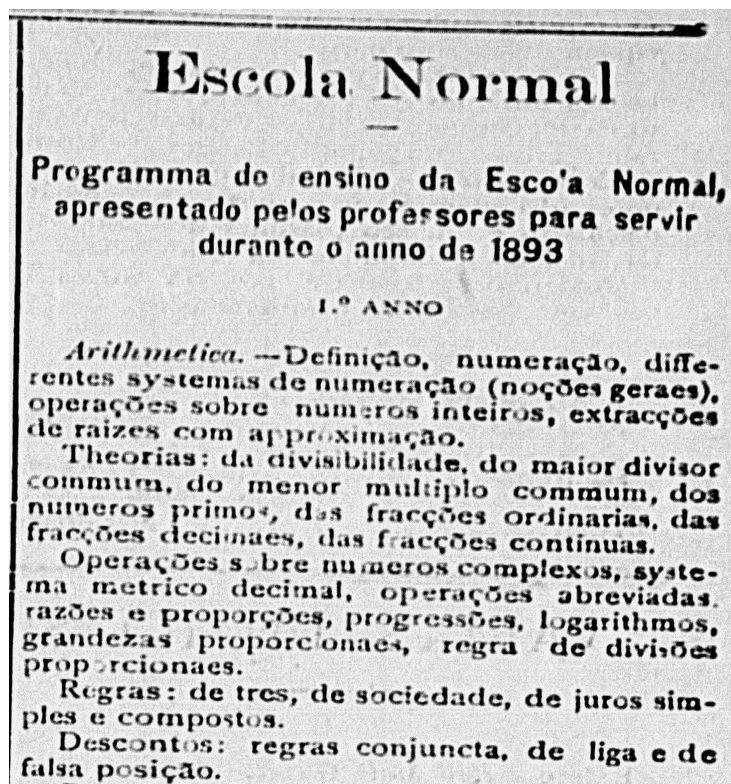 Escola Normal
Programma de ensino da Esco'a Normal,
apresentado pelos professores para servir
durante o anno de 1893
1.º ANNO
Arithmetica. —Definição, numeração, diffe-
rentes systemas de numeração (noções geraes),
operações sobre numeros inteiros, extracções
de raizes com approximação.
Theorias: da divisibilidade, do maior divisor
commum, do menor multiplo commum, dos
numeros primos, das fracções ordinarias, das
fracções decimaes, das fracções continuas.
Operações sobre numeros complexos, syste-
ma metrico decimal, operações abreviadas.
razões e proporções, progressões, logarithmos,
grandezas proporcionaes, regra de divisões
proporcionaes.
Regras: de tres, de sociedade, de juros sim-
ples e compostos.
Descontos: regras conjuncta, de liga e de
falsa posição.